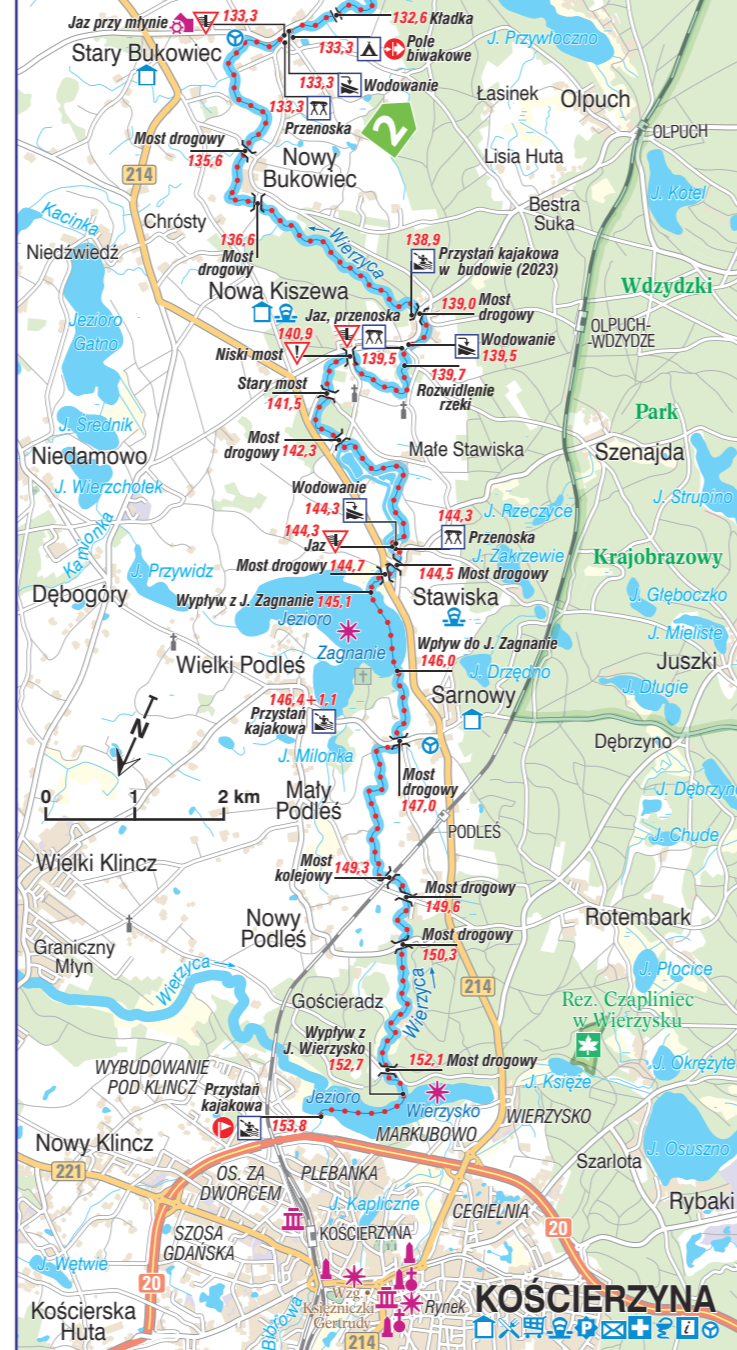 132,6 Kładka
Jaz przy młynie
133,3
J. Przywłoczno
Stary Bukowiec
133,3
Pole
biwakowe
133,3
Wodowanie
133,3
Przenoska
2
Łasinek
Olpuch
OLPUCH
Lisia Huta
Most drogowy
135,6
Nowy
Bukowiec
214
J. Kotel
Bestra
Suka
Kacinka
Chrósty
Niedźwiedź
136,6
Most
drogowy
Wierzyca
138,9
Przystań kajakowa
w budowie (2023)
Wdzydzki
Nowa Kiszewa
139,0 Most
drogowy
Jezioro
Gatno
Jaz, przenoska
OLPUCH-
-WDZYDZE
140,9
Niski most
139,5
Wodowanie
139,5
139,7
Rozwidlenie
rzeki
Stary most
141,5
Park
J. Średnik
Most
drogowy 142,3
Małe Stawiska
Szenajda
Niedamowo
J. Wierzchołek
Wodowanie
144,3
J. Rzeczyce
J. Strupino
144,3
Jaz
144,3
Przenoska
Kamionka
J. Zakrzewie
Krajobrazowy
Most drogowy 144,7
144,5 Most drogowy
J. Przywidz
Dębogóry
Wypływ z J. Zagnanie 145,1
Stawiska
J. Głęboczko
Jezioro
Zagnanie
J. Mieliste
Wpływ do J. Zagnanie
146,0
Wielki Podleś
J. Drzędno
Juszki
146,4+1,1
Przystań
kajakowa
Sarnowy
J. Długie
N
J. Milonka
Dębrzyno
Most
drogowy
147,0
0 1 2 km
Mały
Podleś
J. Dębrzyn
PODLEŚ
J. Chude
Wielki Klincz
Most
kolejowy
149,3
Most drogowy
149,6
Nowy
Podleś
Rotembark
Graniczny
Młyn
Most drogowy
150,3
Wierzyca
J. Płocice
Wierzyca
214
Gościeradz
Rez. Czapliniec
w Wierzysku
Wypływ z
J. Wierzysko
152,7
152,1 Most drogowy
WYBUDOWANIE
POD KLINCZ
J. Okrężyte
J. Księże
Przystań
kajakowa
153,8
Jezioro
Wierzysko
WIERZYSKO
MARKUBOWO
Nowy Klincz
J. Osuszno
221
Szarlota
OS. ZA
DWORCEM
PLEBANKA
Rybaki
J. Kapliczne
CEGIELNIA
SZOSA
GDAŃSKA
KOŚCIERZYNA
20
J. Wętwie
20
Wzg.
Księżniczki
Gertrudy
Rynek
KOŚCIERZYNA
Kościerska
Huta
Bibrowa
214